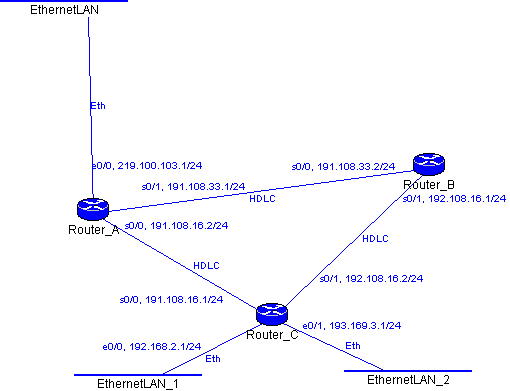 EthernetLAN
Eth
e0/0, 219.100.103.1/24
s0/0, 191.108.33.2/24
s0/1, 191.108.33.1/24
Router_B
HDLC
s0/1, 192.108.16.1/24
Router_A
s0/0, 191.108.16.2/24
HDLC
HDLC
s0/1, 192.108.16.2/24
s0/0, 191.108.16.1/24
e0/1, 193.169.3.1/24
Router_C
e0/0, 192.168.2.1/24
Eth
Eth
EthernetLAN_1
EthernetLAN_2